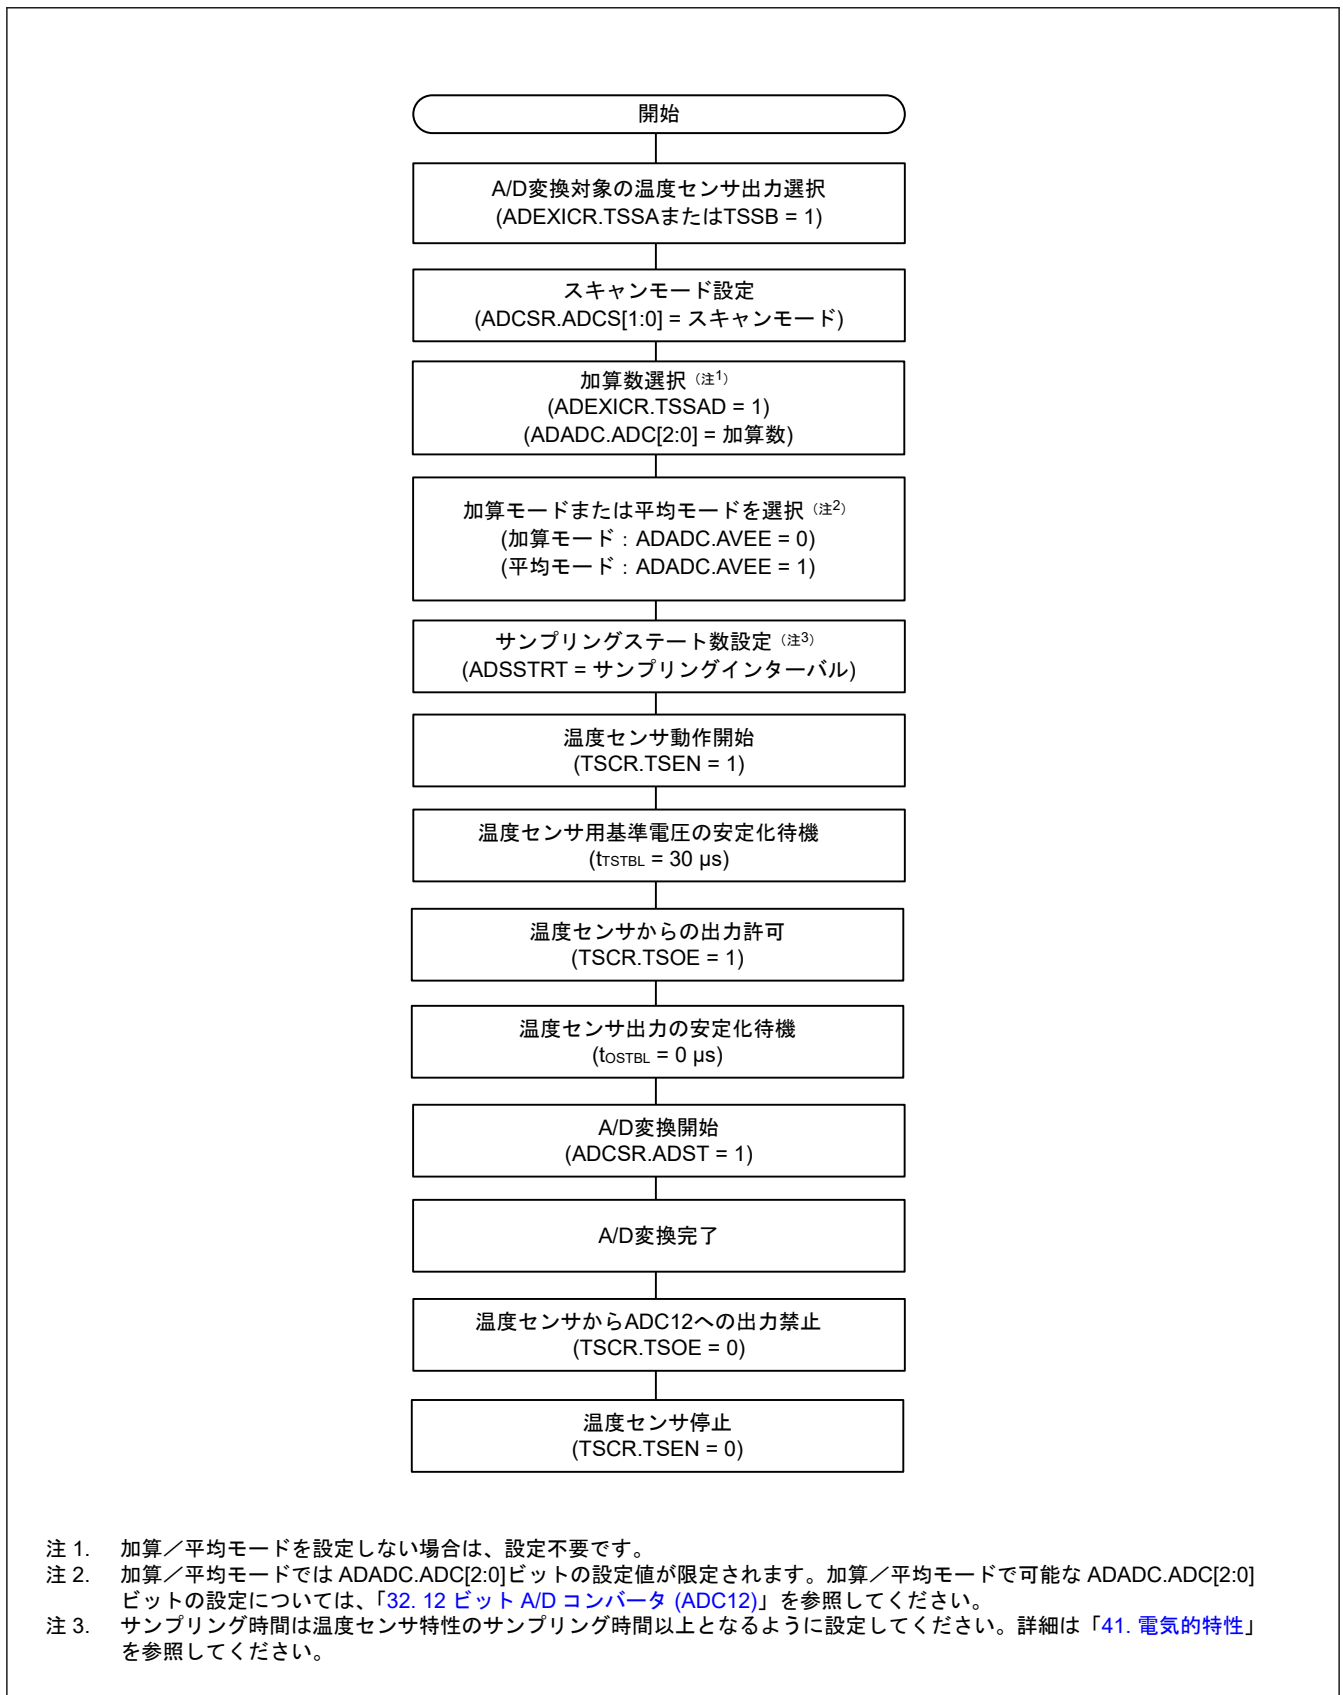 開始
A/D変換対象の温度センサ出力選択
(ADEXICR.TSSAまたはTSSB = 1)
スキャンモード設定
(ADCSR.ADCS[1:0] = スキャンモード)
加算数選択（注1）
(ADEXICR.TSSAD = 1)
(ADADC.ADC[2:0] = 加算数)
加算モードまたは平均モードを選択（注2）
(加算モード：ADADC.AVEE = 0)
(平均モード：ADADC.AVEE = 1)
サンプリングステート数設定（注3）
(ADSSTRT = サンプリングインターバル)
温度センサ動作開始
(TSCR.TSEN = 1)
温度センサ用基準電圧の安定化待機
(tTSTBL = 30 μs)
温度センサからの出力許可
(TSCR.TSOE = 1)
温度センサ出力の安定化待機
(tOSTBL = 0 μs)
A/D変換開始
(ADCSR.ADST = 1)
A/D変換完了
温度センサからADC12への出力禁止
(TSCR.TSOE = 0)
温度センサ停止
(TSCR.TSEN = 0)
注 1. 加算／平均モードを設定しない場合は、設定不要です。
注 2. 加算／平均モードでは ADADC.ADC[2:0]ビットの設定値が限定されます。加算／平均モードで可能な ADADC.ADC[2:0]
ビットの設定については、「32. 12 ビット A/D コンバータ (ADC12)」を参照してください。
注 3. サンプリング時間は温度センサ特性のサンプリング時間以上となるように設定してください。詳細は「41. 電気的特性」
を参照してください。